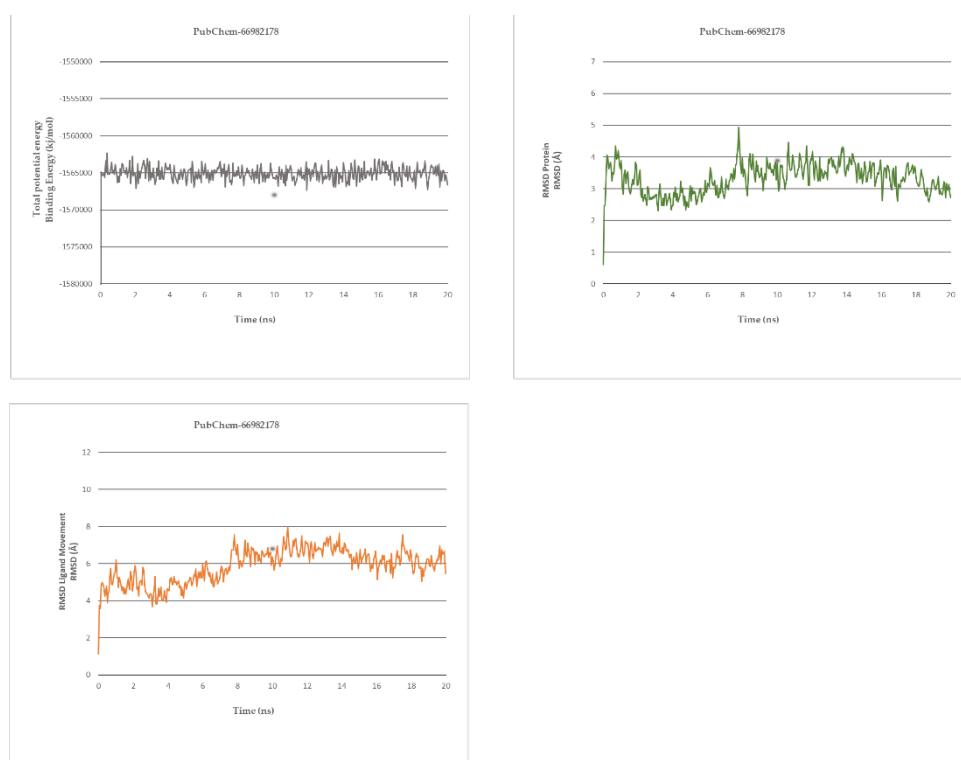 PubChem-66982178
-1550000
-1555000
-1560000
-1565000
-1570000
-1575000
-1580000
Total potential energy
Binding Energy (kj/mol)
0 2 4 6 8 10 12 14 16 18 20
Time (ns)
PubChem-66982178
7
6
5
4
3
2
1
0
RMSD Protein
RMSD (Å)
0 2 4 6 8 10 12 14 16 18 20
Time (ns)
PubChem-66982178
12
10
8
6
4
2
0
RMSD Ligand Movement
RMSD (Å)
0 2 4 6 8 10 12 14 16 18 20
Time (ns)